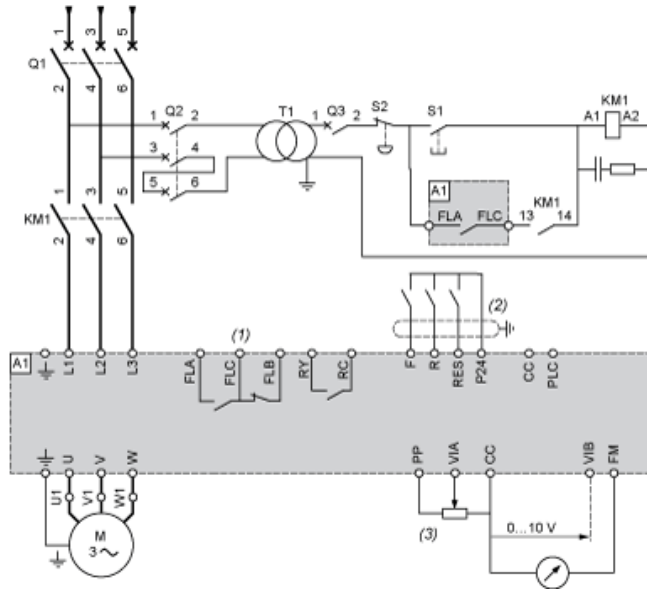 1 3 5
Q1
2 4 6
1 Q2 2
3 4
5 6
T1
1 Q3 2
S2
S1
KM1
A1 A2
A1
FLA FLC
13 KM1 14
1 3 5
KM1
2 4 6
(1)
(2)
A1
L1 L2 L3
FLA FLC FLB RY RC
F R RES P24 CC PLC
U V W
PP VIA CC VIB FM
U1 V1 W1
M
3
(3)
0...10 V